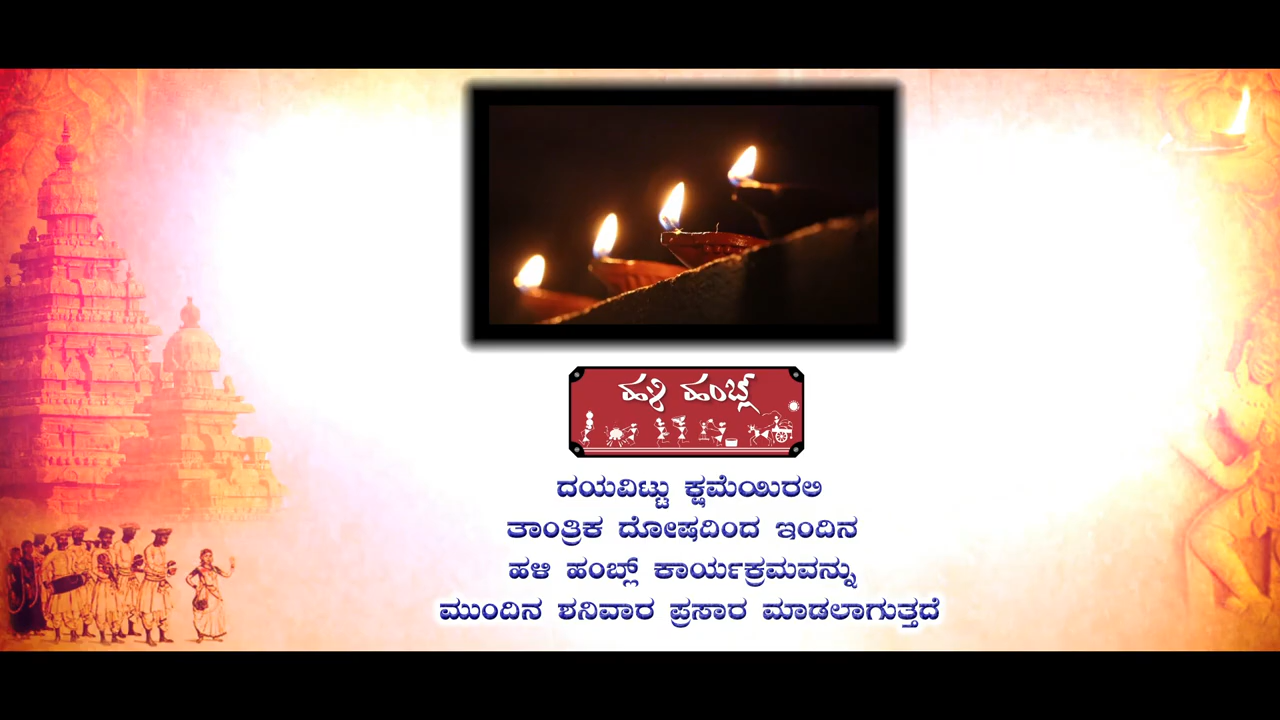 ಹಳ್ಳಿ ಹಂಬ್ಲ್
ದಯವಿಟ್ಟು ಕ್ಷಮೆಯಿರಲಿ
ತಾಂತ್ರಿಕ ದೋಷದಿಂದ ಇಂದಿನ
ಹಳಿ ಹಂಬ್ಲ್ ಕಾರ್ಯಕ್ರಮವನ್ನು
ಮುಂದಿನ ಶನಿವಾರ ಪ್ರಸಾರ ಮಾಡಲಾಗುತ್ತದೆ